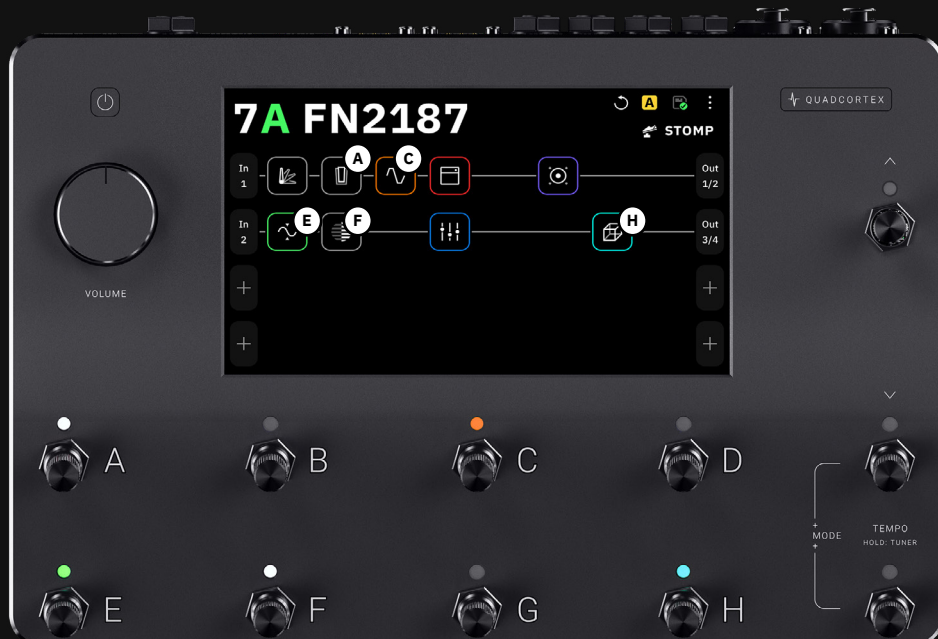 QUADCORTEX
7A FN2187
A
STOMP
In
1
A
C
Out
1/2
In
2
E
F
H
Out
3/4
VOLUME
A
B
C
D
E
F
G
H
+
MODE
+
TEMPO
HOLD: TUNER